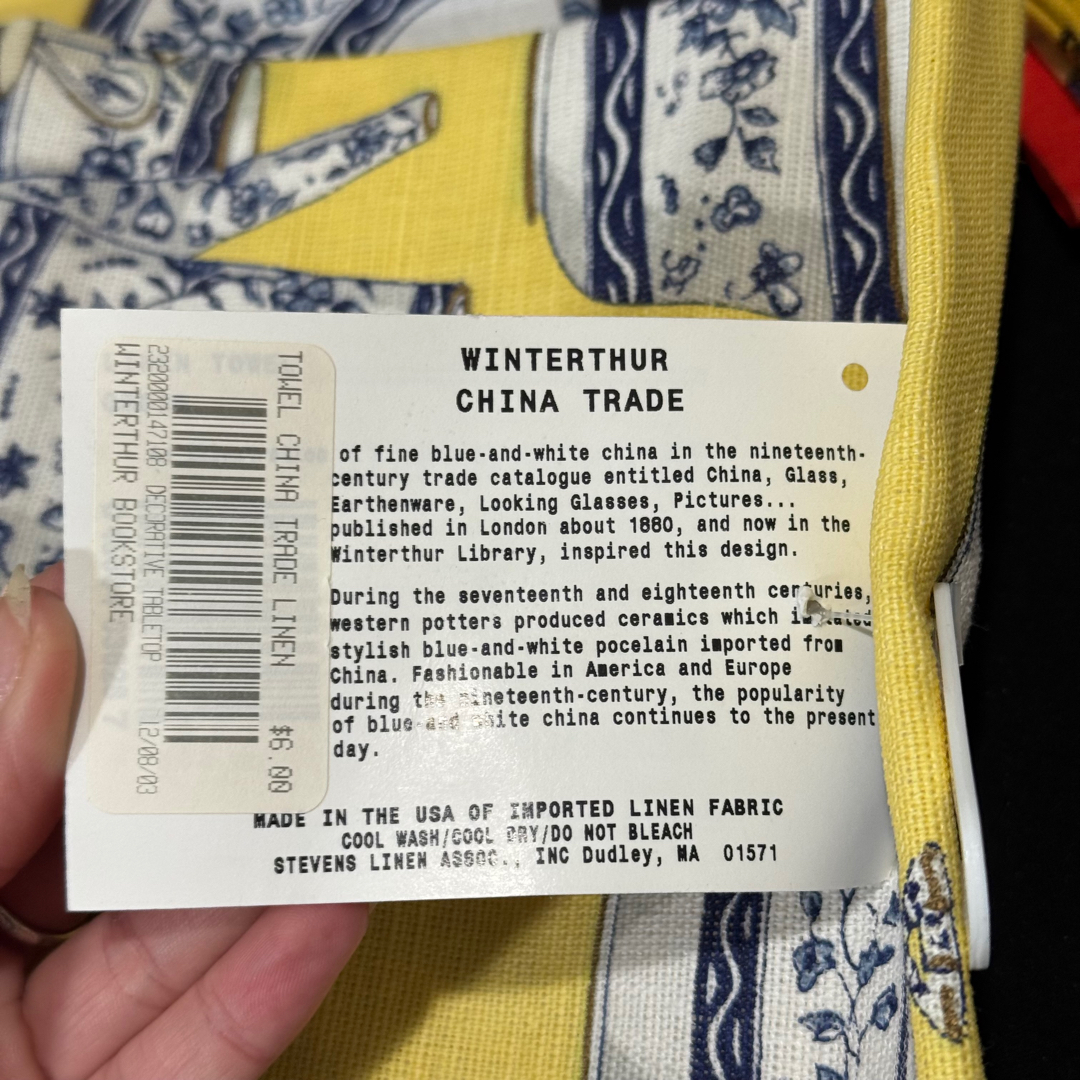 WINTERTHUR
CHINA TRADE
of fine blue-and-white china in the nineteenth-
century trade catalogue entitled China, Glass,
Earthenware, Looking Glasses, Pictures...
published in London about 1880, and now in the
Winterthur Library, inspired this design.
During the seventeenth and eighteenth centuries,
western potters produced ceramics which imitated
stylish blue-and-white pocelain imported from
China. Fashionable in America and Europe
during the nineteenth-century, the popularity
of blue-and white china continues to the present
day.
MADE IN THE USA OF IMPORTED LINEN FABRIC
COOL WASH/COOL DRY/DO NOT BLEACH
STEVENS LINEN ASSOC., INC Dudley, MA 01571
TOWEL CHINA TRADE LINEN $6.00
2320000147108 DECORATIVE TABLETOP 12/08/03
WINTERTHUR BOOKSTORE